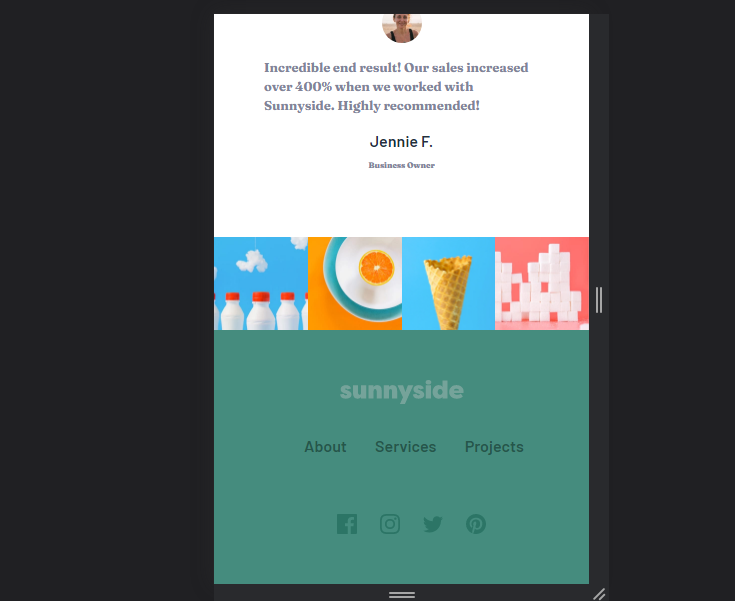 Incredible end result! Our sales increased
over 400% when we worked with
Sunnyside. Highly recommended!
Jennie F.
Business Owner
sunnyside
About Services Projects